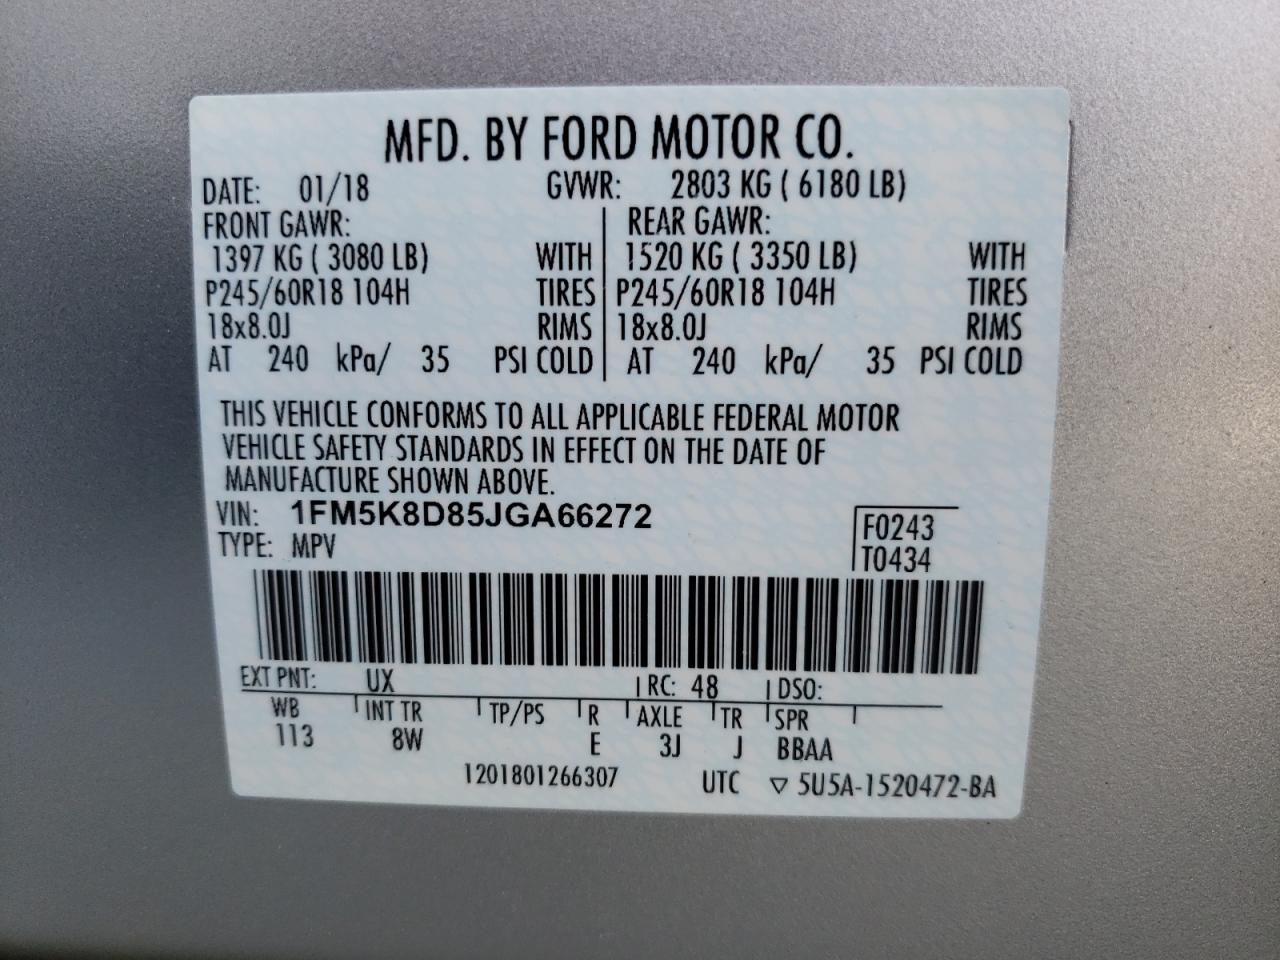 MFD. BY FORD MOTOR CO.
DATE: 01/18 GVWR: 2803 KG ( 6180 LB)
FRONT GAWR: REAR GAWR:
1397 KG ( 3080 LB) WITH 1520 KG ( 3350 LB) WITH
P245/60R18 104H TIRES P245/60R18 104H TIRES
18x8.0J RIMS 18x8.0J RIMS
AT 240 kPa/ 35 PSI COLD AT 240 kPa/ 35 PSI COLD
THIS VEHICLE CONFORMS TO ALL APPLICABLE FEDERAL MOTOR
VEHICLE SAFETY STANDARDS IN EFFECT ON THE DATE OF
MANUFACTURE SHOWN ABOVE.
VIN: 1FM5K8D85JGA66272
F0243
TYPE: MPV
T0434
EXT PNT: UX RC: 48 DSO:
WB INT TR TP/PS R AXLE TR SPR
113 8W E 3J J BBAA
1201801266307 UTC ▽ 5U5A-1520472-BA